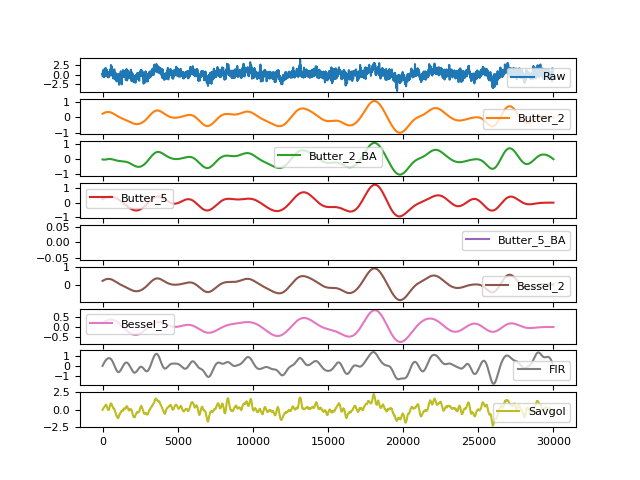 2.5
0.0
−2.5
Raw
1
0
−1
Butter_2
1
0
−1
Butter_2_BA
1
0
−1
Butter_5
0.05
0.00
−0.05
Butter_5_BA
1
0
Bessel_2
0.5
0.0
−0.5
Bessel_5
1
0
−1
FIR
2.5
0.0
−2.5
Savgol
0 5000 10000 15000 20000 25000 30000